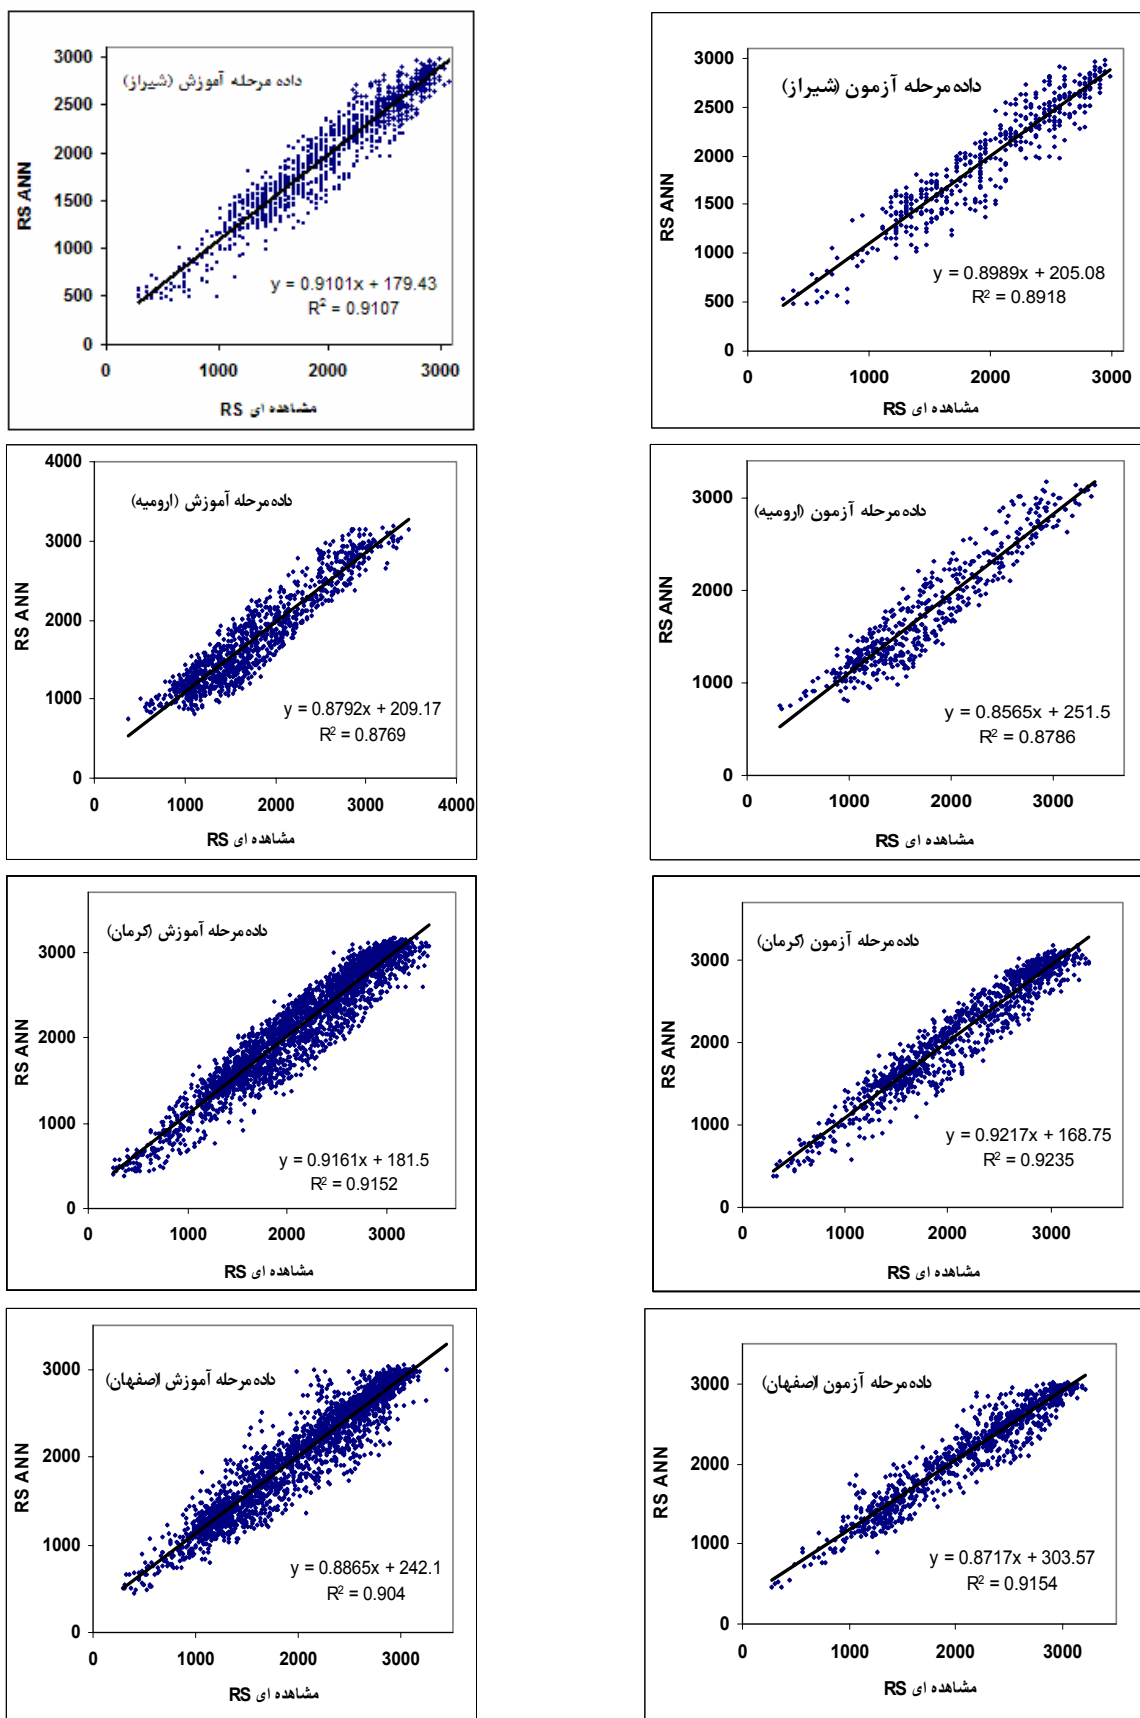 داده مرحله آموزش (شیراز)
3000
2500
2000
1500
1000
500
0
RS ANN
y = 0.9101x + 179.43
R² = 0.9107
0 1000 2000 3000
مشاهده ای RS
داده مرحله آزمون (شیراز)
3000
2500
2000
1500
1000
500
0
RS ANN
y = 0.8989x + 205.08
R² = 0.8918
0 1000 2000 3000
مشاهده ای RS
داده مرحله آموزش (ارومیه)
4000
3000
2000
1000
0
RS ANN
y = 0.8792x + 209.17
R² = 0.8769
0 1000 2000 3000 4000
مشاهده ای RS
داده مرحله آزمون (ارومیه)
3000
2000
1000
0
RS ANN
y = 0.8565x + 251.5
R² = 0.8786
0 1000 2000 3000
مشاهده ای RS
داده مرحله آموزش (کرمان)
3000
2000
1000
0
RS ANN
y = 0.9161x + 181.5
R² = 0.9152
0 1000 2000 3000
مشاهده ای RS
داده مرحله آزمون (کرمان)
3000
2000
1000
0
RS ANN
y = 0.9217x + 168.75
R² = 0.9235
0 1000 2000 3000
مشاهده ای RS
داده مرحله آموزش (اصفهان)
3000
2000
1000
0
RS ANN
y = 0.8865x + 242.1
R² = 0.904
0 1000 2000 3000
مشاهده ای RS
داده مرحله آزمون (اصفهان)
3000
2000
1000
0
RS ANN
y = 0.8717x + 303.57
R² = 0.9154
0 1000 2000 3000
مشاهده ای RS